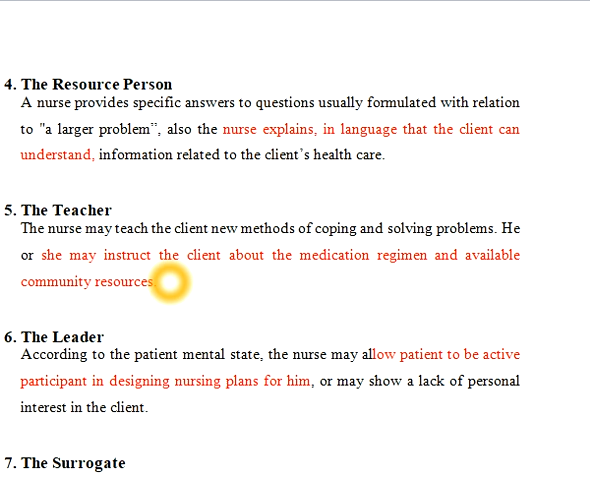 4. The Resource Person
A nurse provides specific answers to questions usually formulated with relation
to "a larger problem”, also the nurse explains, in language that the client can
understand, information related to the client’s health care.
5. The Teacher
The nurse may teach the client new methods of coping and solving problems. He
or she may instruct the client about the medication regimen and available
community resources.
6. The Leader
According to the patient mental state, the nurse may allow patient to be active
participant in designing nursing plans for him, or may show a lack of personal
interest in the client.
7. The Surrogate